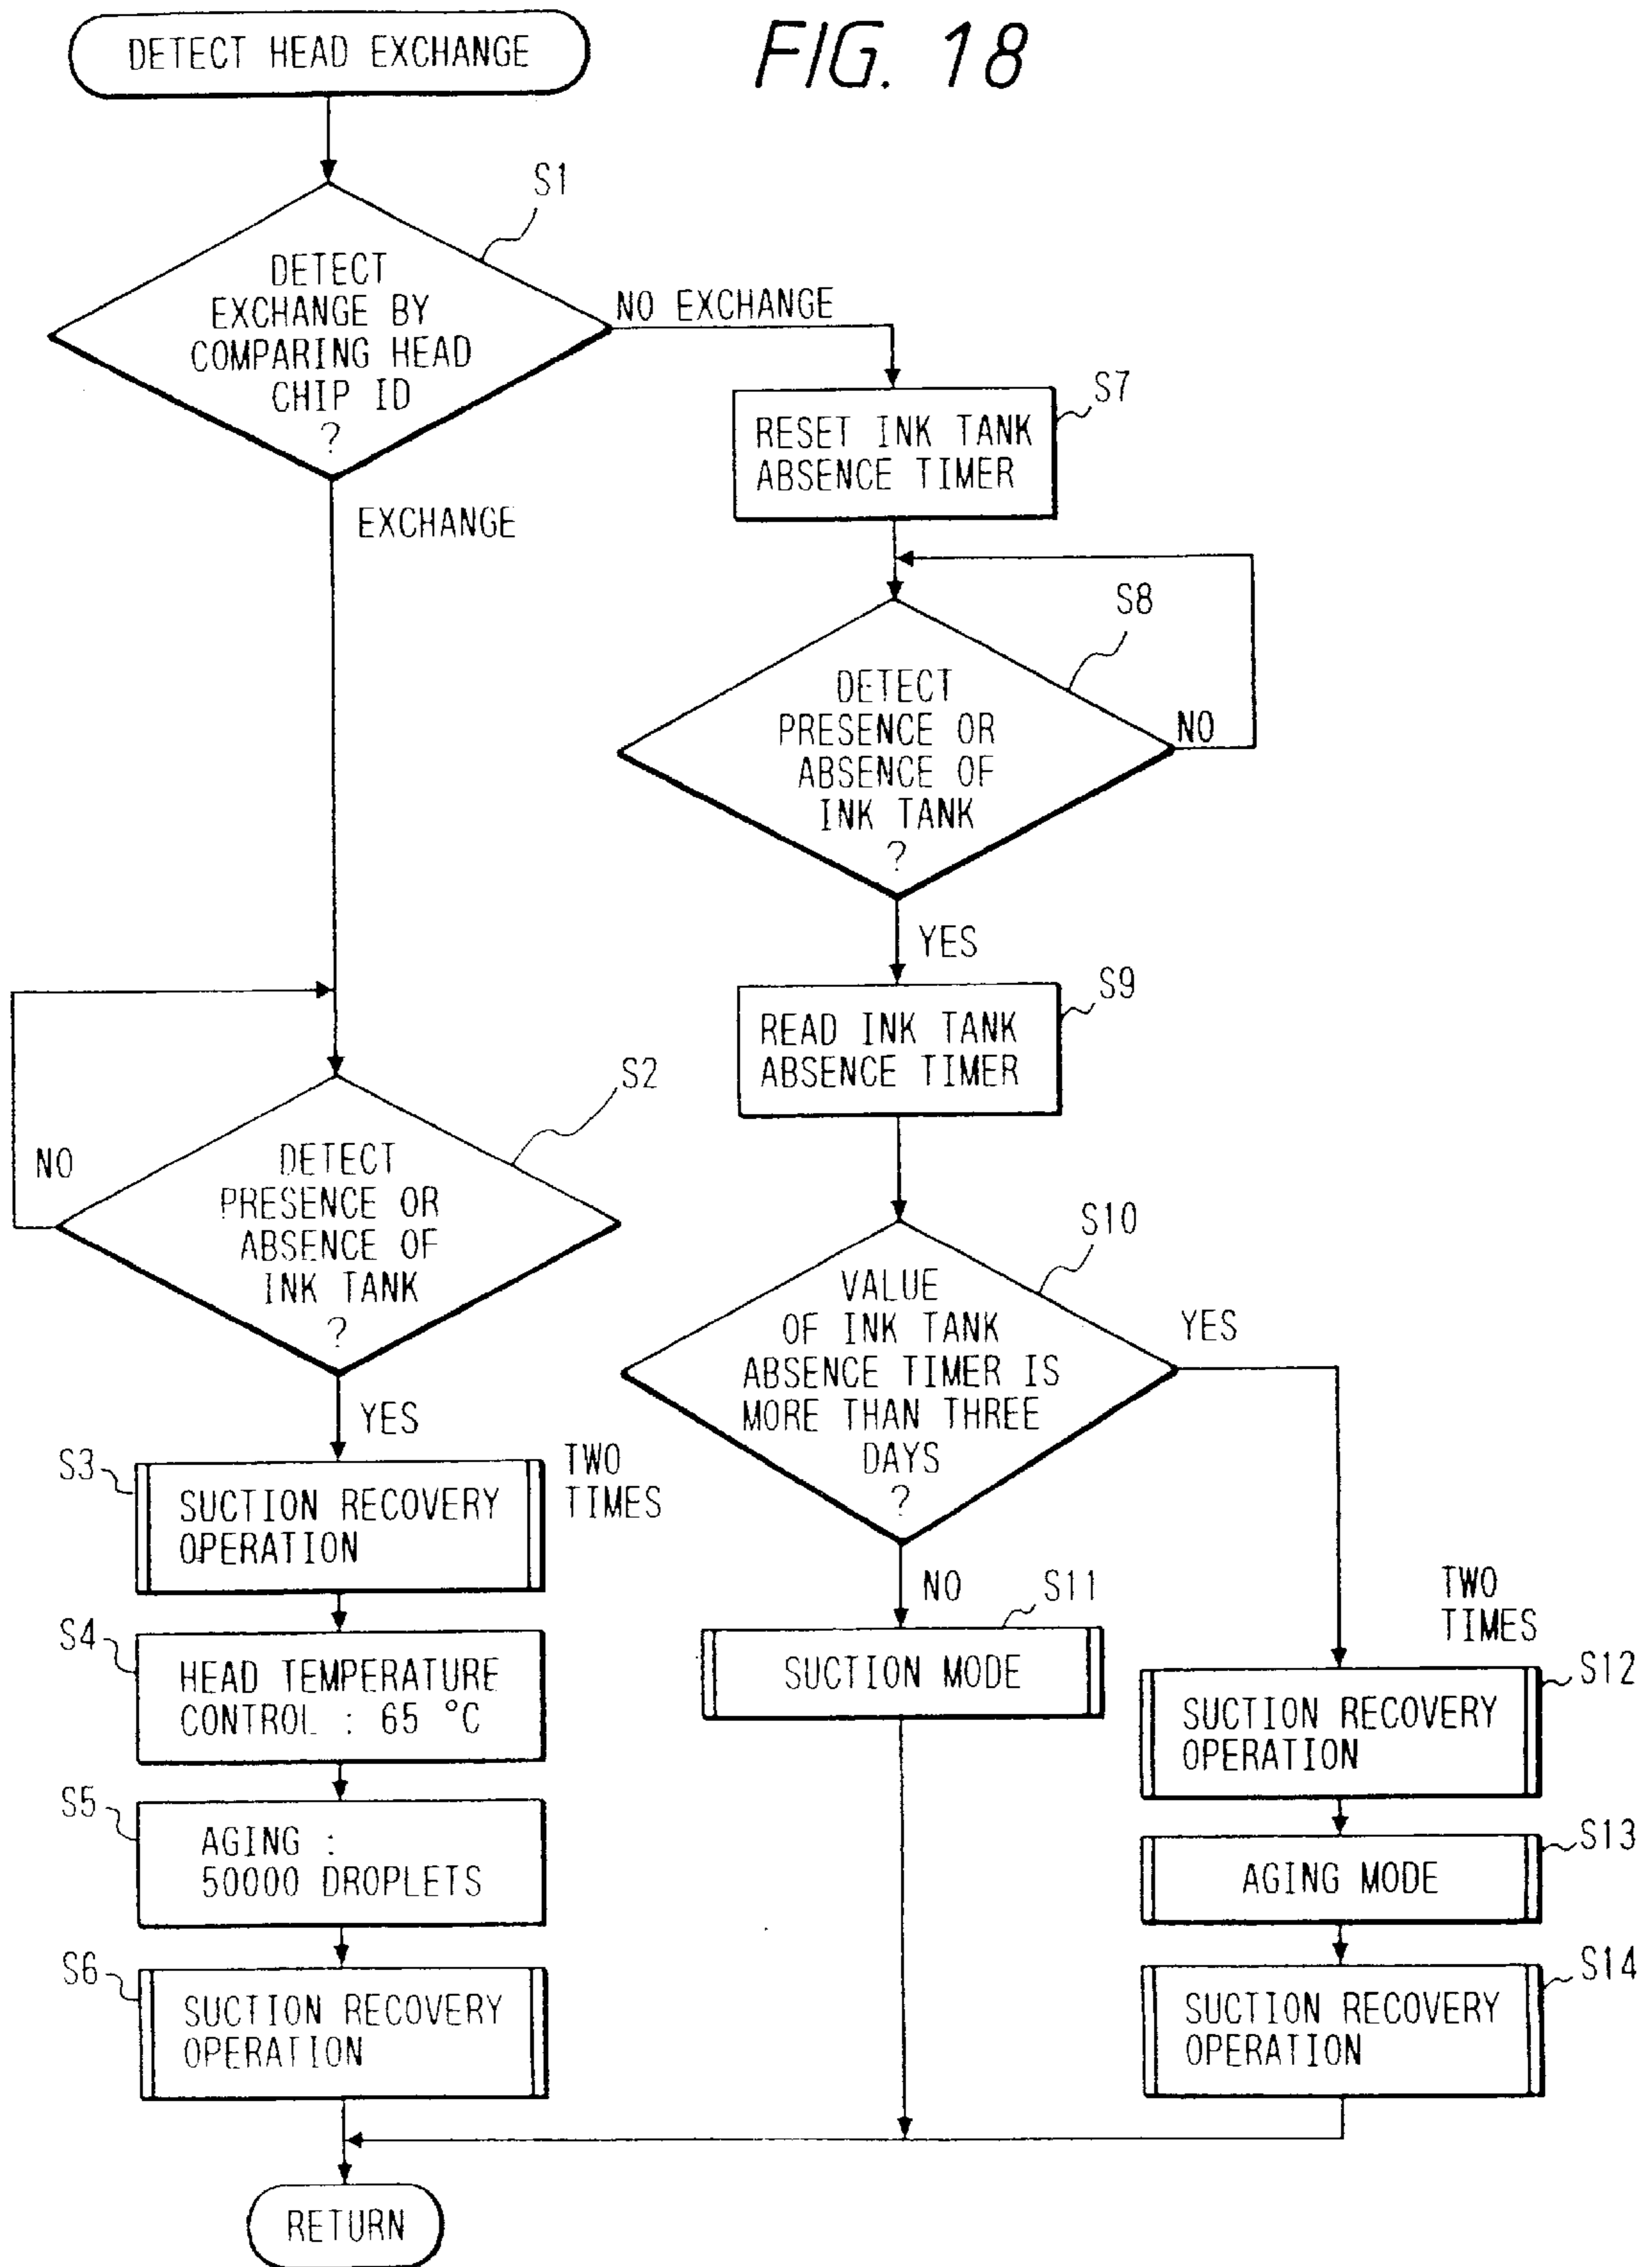 FIG. 18
DETECT HEAD EXCHANGE
S1
DETECT
EXCHANGE BY
COMPARING HEAD
CHIP ID
?
NO EXCHANGE
EXCHANGE
S7
RESET INK TANK
ABSENCE TIMER
S8
DETECT
PRESENCE OR
ABSENCE OF
INK TANK
?
NO
YES
S9
READ INK TANK
ABSENCE TIMER
S2
DETECT
PRESENCE OR
ABSENCE OF
INK TANK
?
NO
YES
S10
VALUE
OF INK TANK
ABSENCE TIMER IS
MORE THAN THREE
DAYS
?
YES
NO
S3
SUCTION RECOVERY
OPERATION
TWO
TIMES
S4
HEAD TEMPERATURE
CONTROL : 65 °C
S5
AGING :
50000 DROPLETS
S6
SUCTION RECOVERY
OPERATION
S11
SUCTION MODE
TWO
TIMES
S12
SUCTION RECOVERY
OPERATION
S13
AGING MODE
S14
SUCTION RECOVERY
OPERATION
RETURN